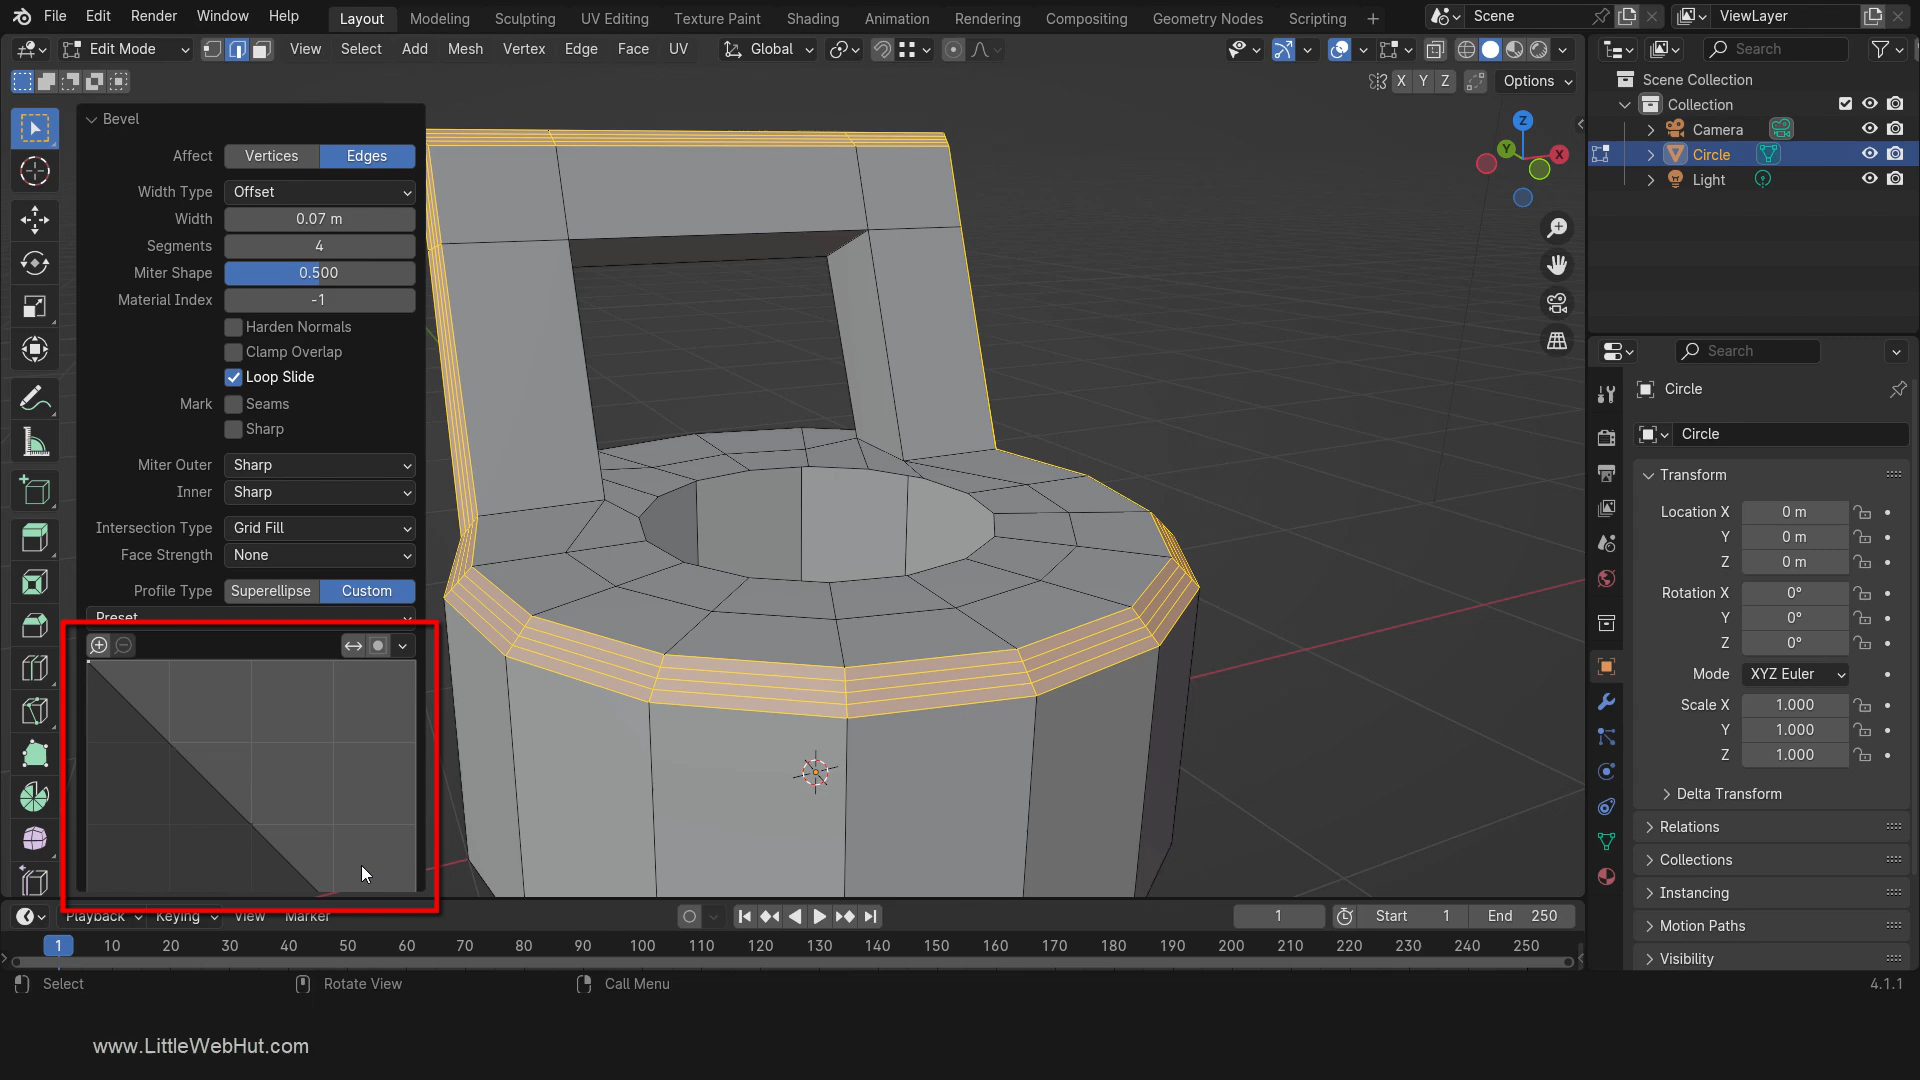 File Edit Render Window Help Layout Modeling Sculpting UV Editing Texture Paint Shading Animation Rendering Compositing Geometry Nodes Scripting + Scene ViewLayer
Edit Mode View Select Add Mesh Vertex Edge Face UV Global Search
X Y Z Options
Scene Collection
Collection
Camera
Circle
Light
Z
Y
X
Bevel
Affect Vertices Edges
Width Type Offset
Width 0.07 m
Segments 4
Miter Shape 0.500
Material Index -1
Harden Normals
Clamp Overlap
Loop Slide
Mark Seams
Sharp
Miter Outer Sharp
Inner Sharp
Intersection Type Grid Fill
Face Strength None
Profile Type Superellipse Custom
Preset
Search
Circle
Circle
Transform
Location X 0 m
Y 0 m
Z 0 m
Rotation X 0°
Y 0°
Z 0°
Mode XYZ Euler
Scale X 1.000
Y 1.000
Z 1.000
Delta Transform
Relations
Collections
Instancing
Motion Paths
Visibility
Playback Keying View Marker 1 Start 1 End 250
1 10 20 30 40 50 60 70 80 90 100 110 120 130 140 150 160 170 180 190 200 210 220 230 240 250
Select Rotate View Call Menu 4.1.1
www.LittleWebHut.com